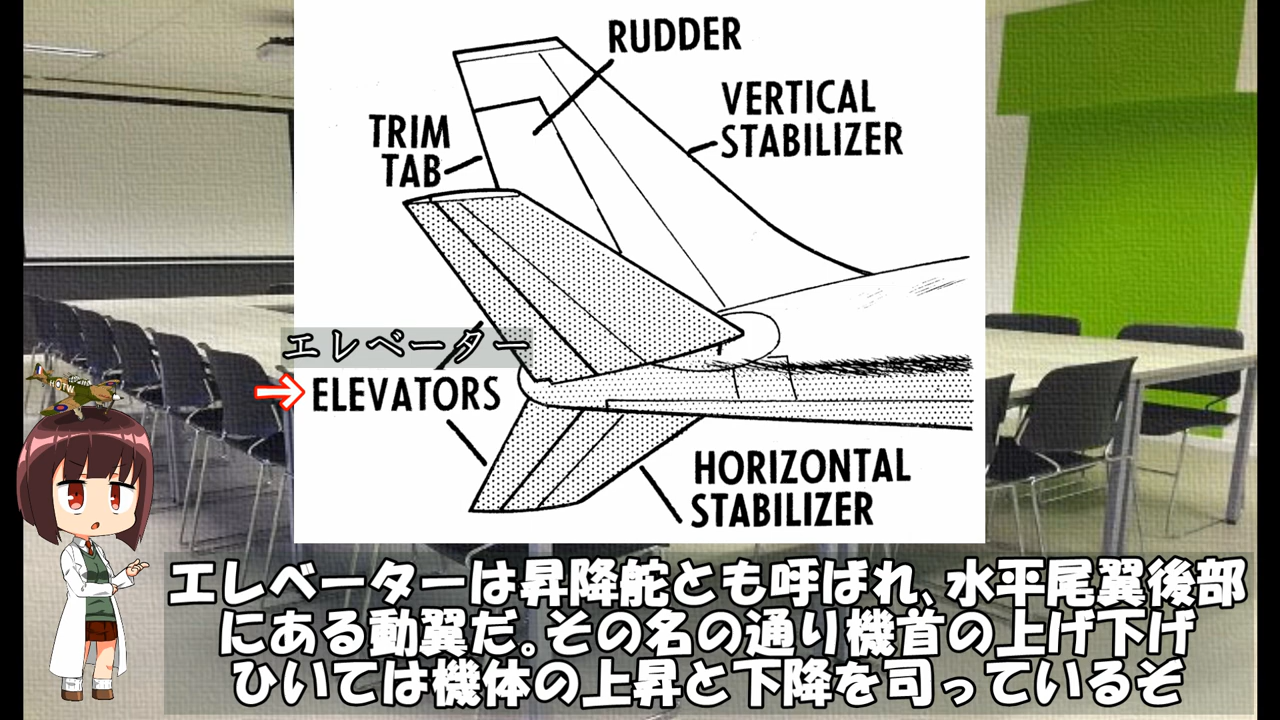 RUDDER
VERTICAL
STABILIZER
TRIM
TAB
エレベーター
ELEVATORS
HORIZONTAL
STABILIZER
エレベーターは昇降舵とも呼ばれ、水平尾翼後部
にある動翼だ。その名の通り機首の上げ下げ
ひいては機体の上昇と下降を司っているぞ